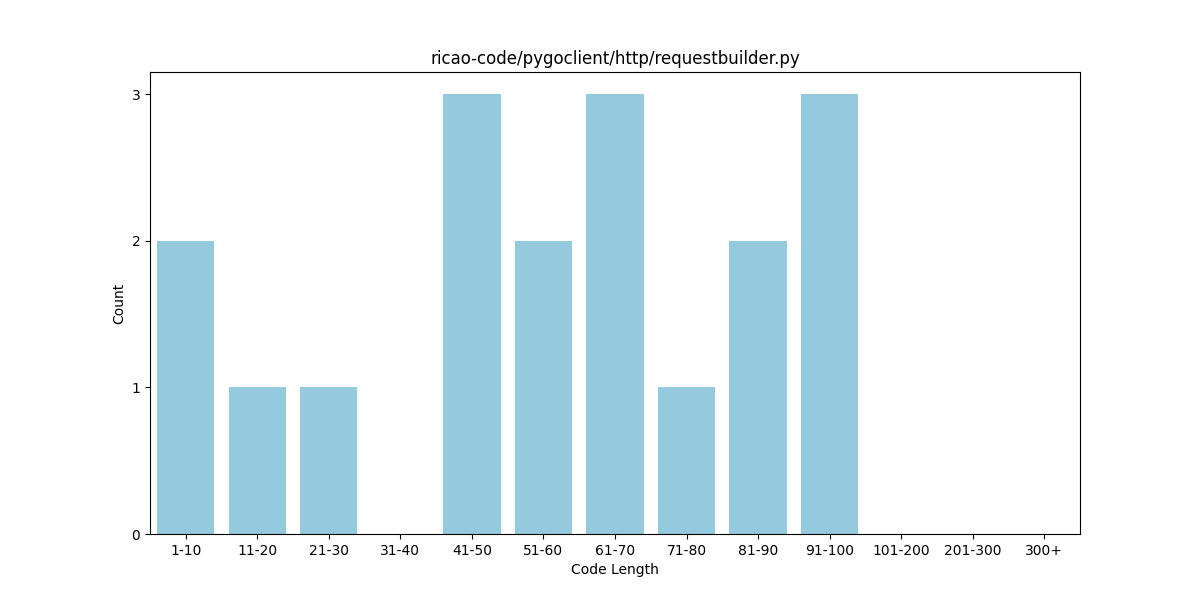 ricao-code/pygoclient/http/requestbuilder.py
3
2
1
0
Count
1-10 11-20 21-30 31-40 41-50 51-60 61-70 71-80 81-90 91-100 101-200 201-300 300+
Code Length